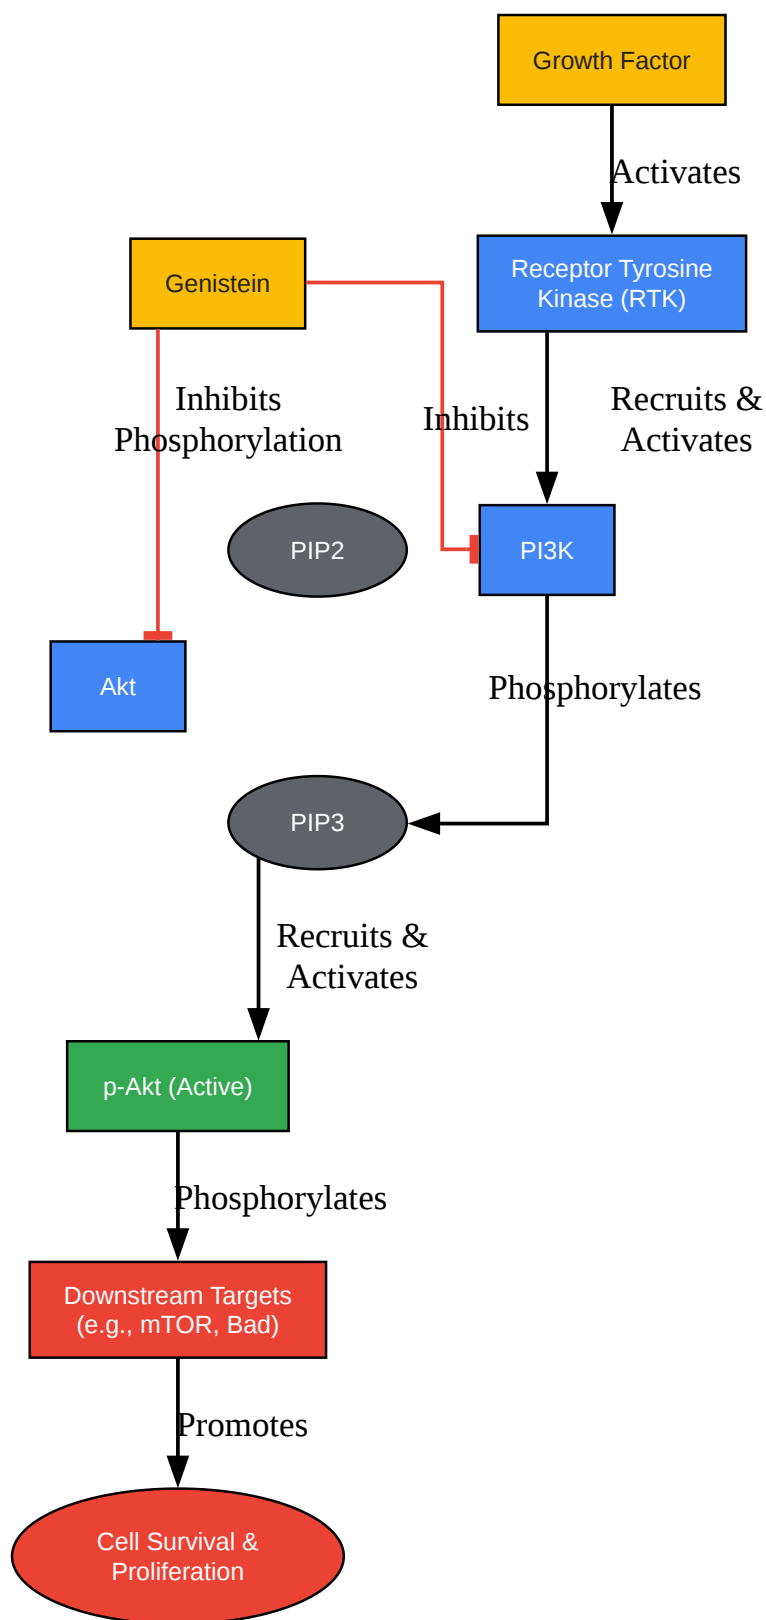 Growth Factor
Activates
Genistein
Receptor Tyrosine
Kinase (RTK)
Inhibits
Phosphorylation
Inhibits
Recruits &
Activates
PIP2
PI3K
Akt
Phosphorylates
PIP3
Recruits &
Activates
p-Akt (Active)
Phosphorylates
Downstream Targets
(e.g., mTOR, Bad)
Promotes
Cell Survival &
Proliferation